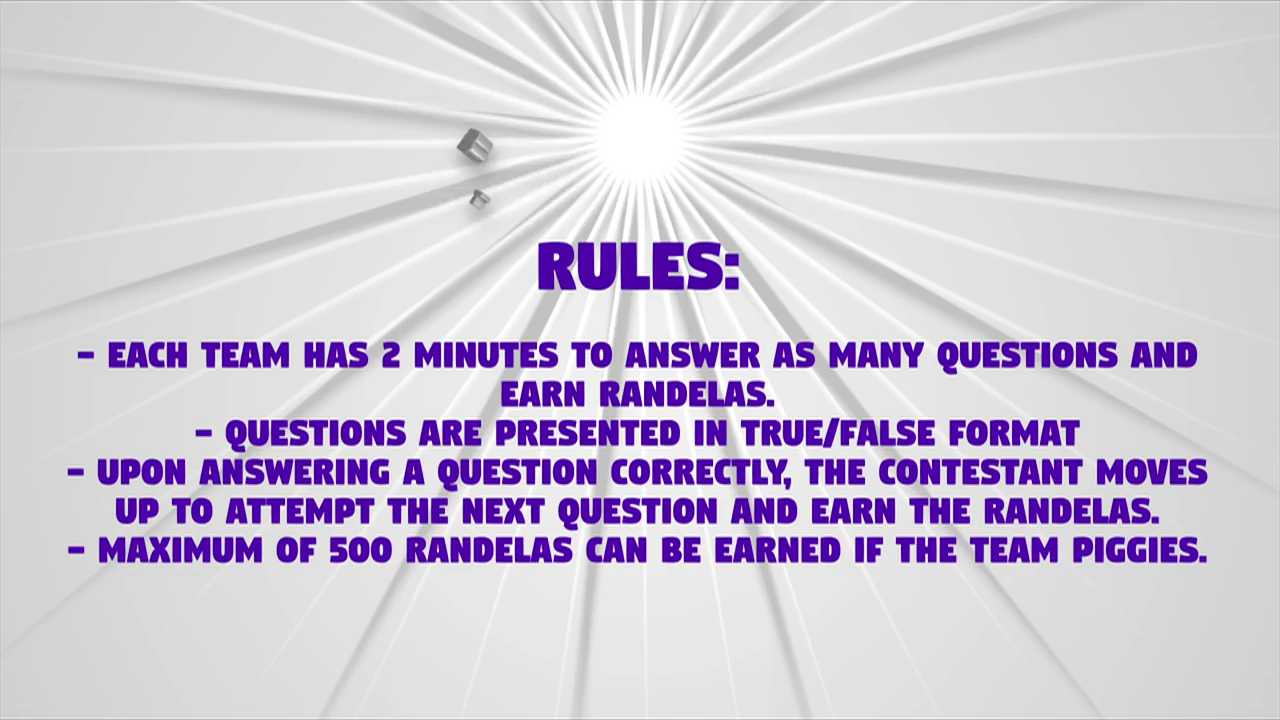 RULES:
- EACH TEAM HAS 2 MINUTES TO ANSWER AS MANY QUESTIONS AND
EARN RANDELAS.
- QUESTIONS ARE PRESENTED IN TRUE/FALSE FORMAT
- UPON ANSWERING A QUESTION CORRECTLY, THE CONTESTANT MOVES
UP TO ATTEMPT THE NEXT QUESTION AND EARN THE RANDELAS.
- MAXIMUM OF 500 RANDELAS CAN BE EARNED IF THE TEAM PIGGIES.